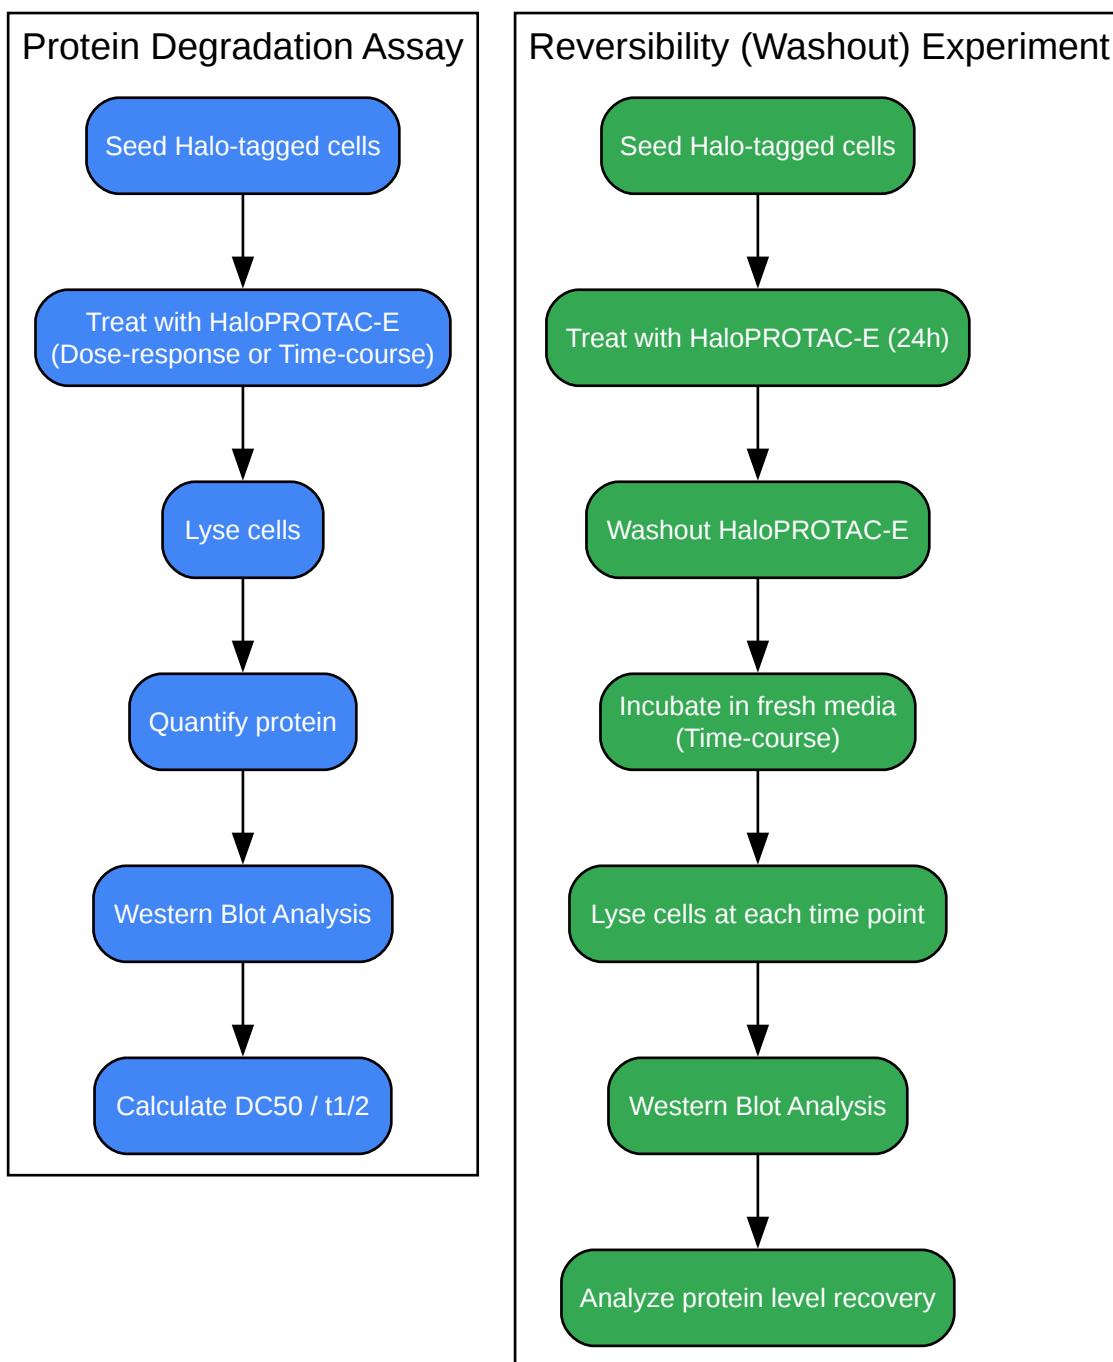 Protein Degradation Assay
Seed Halo-tagged cells
Treat with HaloPROTAC-E
(Dose-response or Time-course)
Lyse cells
Quantify protein
Western Blot Analysis
Calculate DC50 / t1/2
Reversibility (Washout) Experiment
Seed Halo-tagged cells
Treat with HaloPROTAC-E (24h)
Washout HaloPROTAC-E
Incubate in fresh media
(Time-course)
Lyse cells at each time point
Western Blot Analysis
Analyze protein level recovery